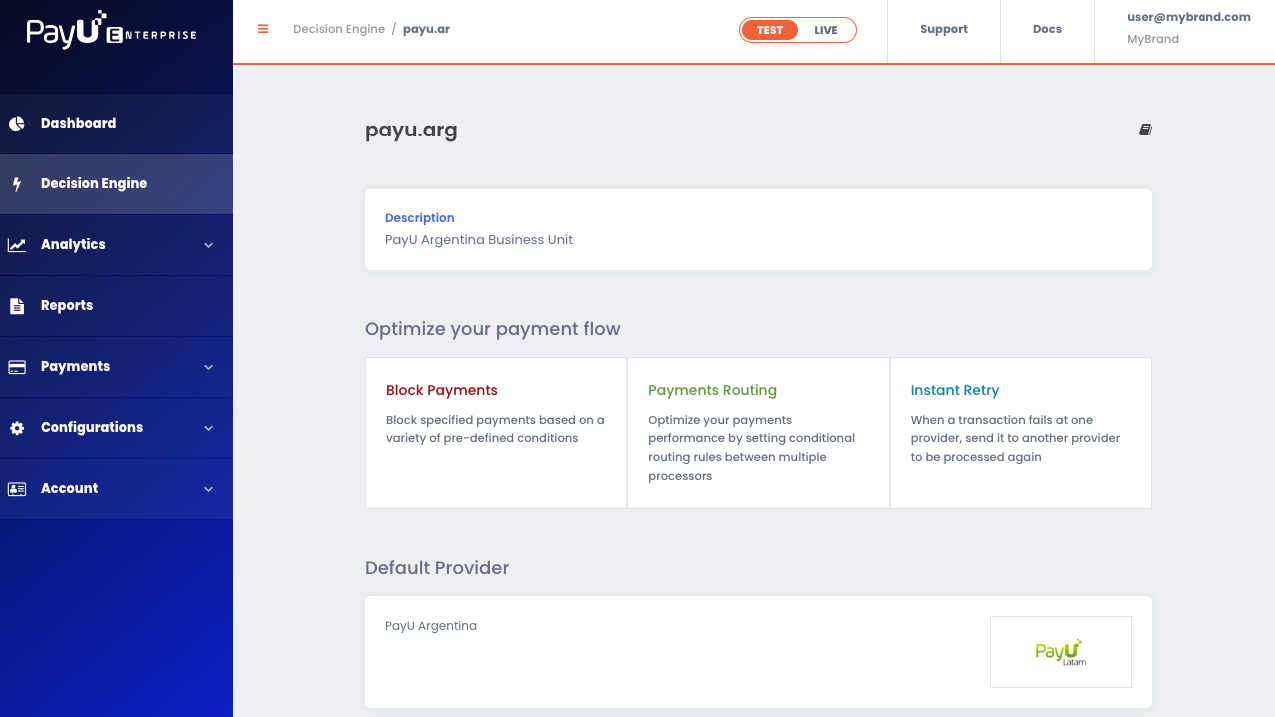 PayU ENTERPRISE
Decision Engine / payu.ar
TEST LIVE
Support
Docs
user@mybrand.com
MyBrand
Dashboard
Decision Engine
Analytics
Reports
Payments
Configurations
Account
payu.arg
Description
PayU Argentina Business Unit
Optimize your payment flow
Block Payments
Block specified payments based on a
variety of pre-defined conditions
Payments Routing
Optimize your payments
performance by setting conditional
routing rules between multiple
processors
Instant Retry
When a transaction fails at one
provider, send it to another provider
to be processed again
Default Provider
PayU Argentina
PayU
Latam